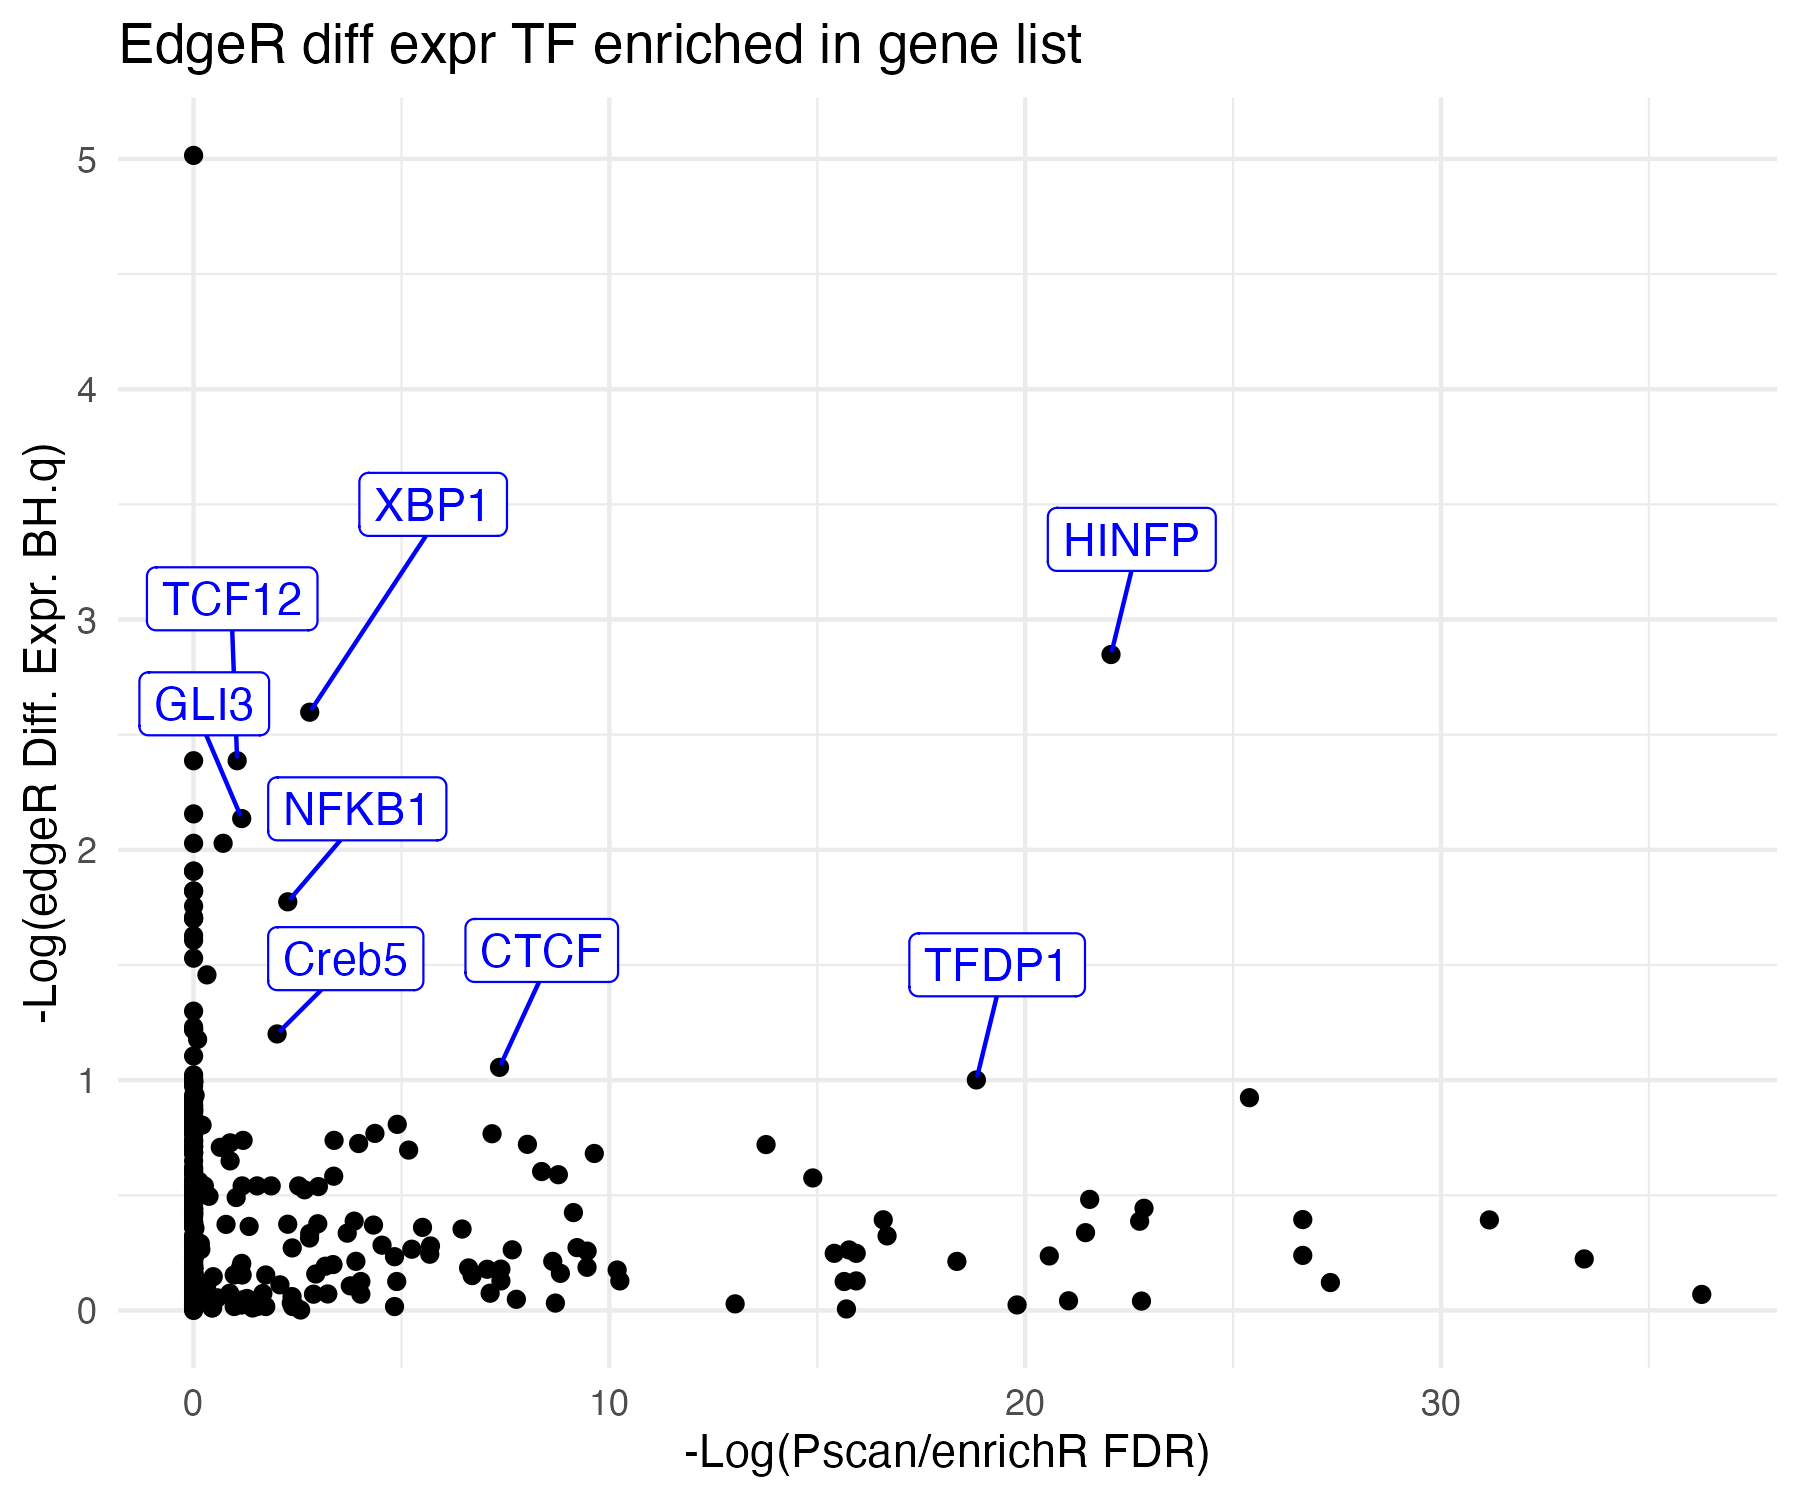 EdgeR diff expr TF enriched in gene list
-Log(edgeR Diff. Expr. BH.q)
5
4
3
2
1
0
XBP1
HINFP
TCF12
GLI3
NFKB1
Creb5
CTCF
TFDP1
0
10
20
30
-Log(Pscan/enrichR FDR)